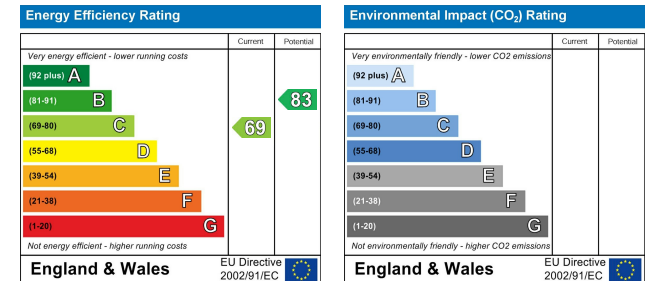 Energy Efficiency Rating
Current Potential
Very energy efficient - lower running costs
(92 plus) A
(81-91) B
83
(69-80) C
69
(55-68) D
(39-54) E
(21-38) F
(1-20) G
Not energy efficient - higher running costs
England & Wales
EU Directive
2002/91/EC
Environmental Impact (CO₂) Rating
Current Potential
Very environmentally friendly - lower CO2 emissions
(92 plus) A
(81-91) B
(69-80) C
(55-68) D
(39-54) E
(21-38) F
(1-20) G
Not environmentally friendly - higher CO2 emissions
England & Wales
EU Directive
2002/91/EC